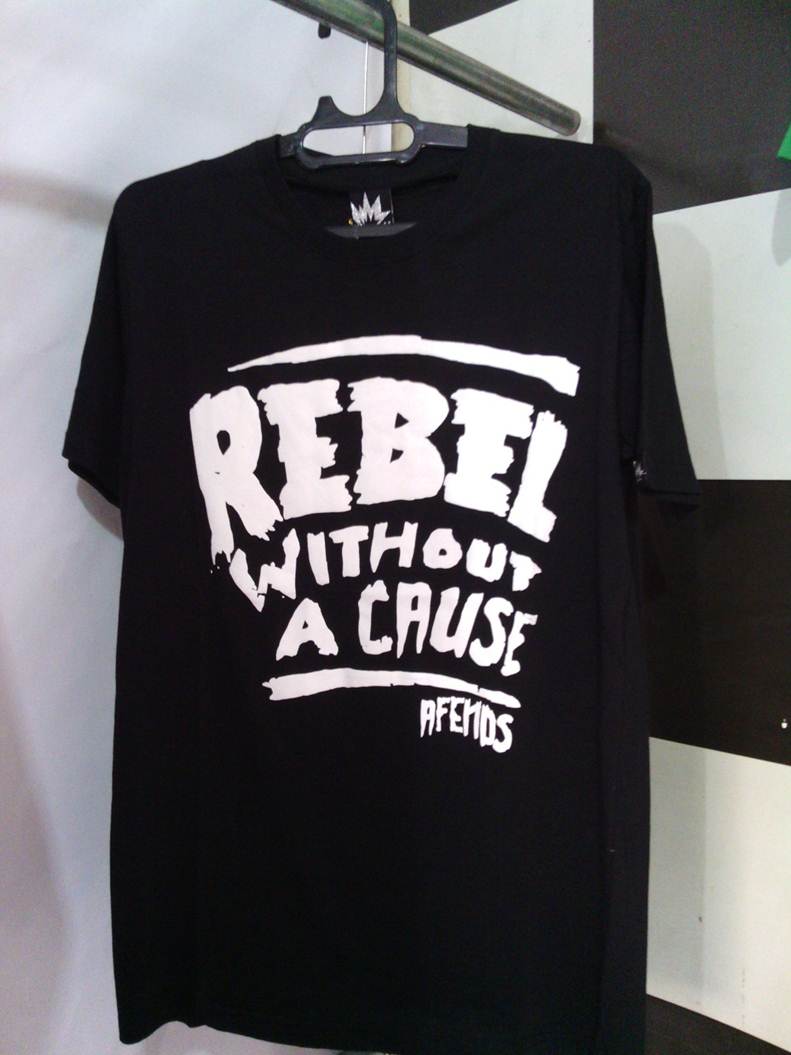 REBEL
WITHOUT
A CAUSE
AFENDS